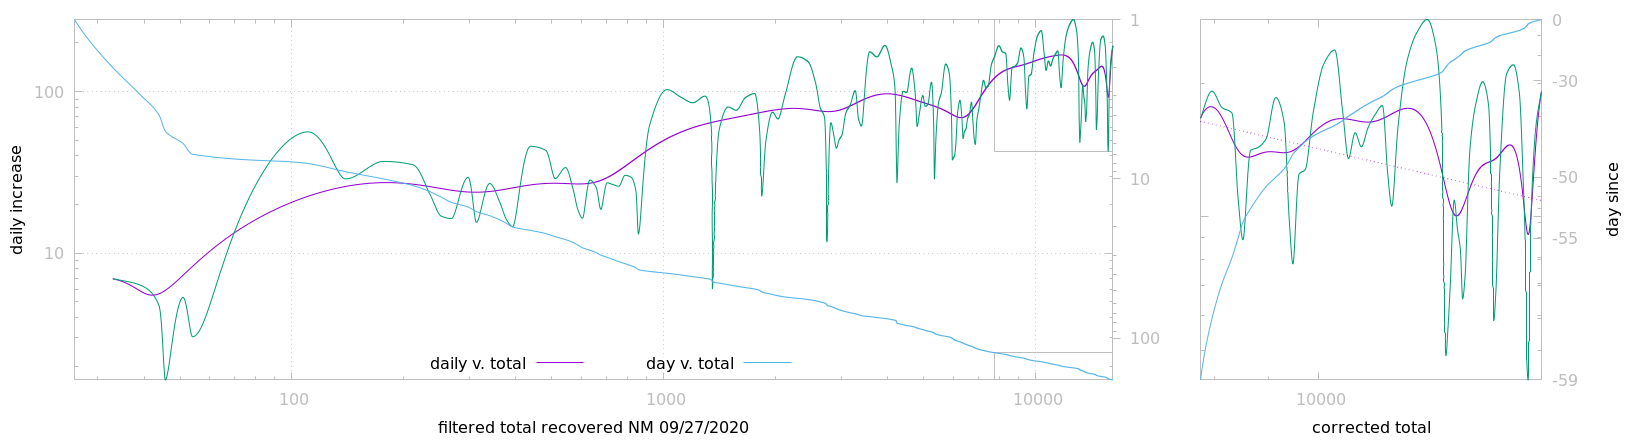 daily increase
100
10
daily v. total
day v. total
100
1000
10000
filtered total recovered NM 09/27/2020
1
10
100
10000
corrected total
0
-30
-50
-55
-59
day since